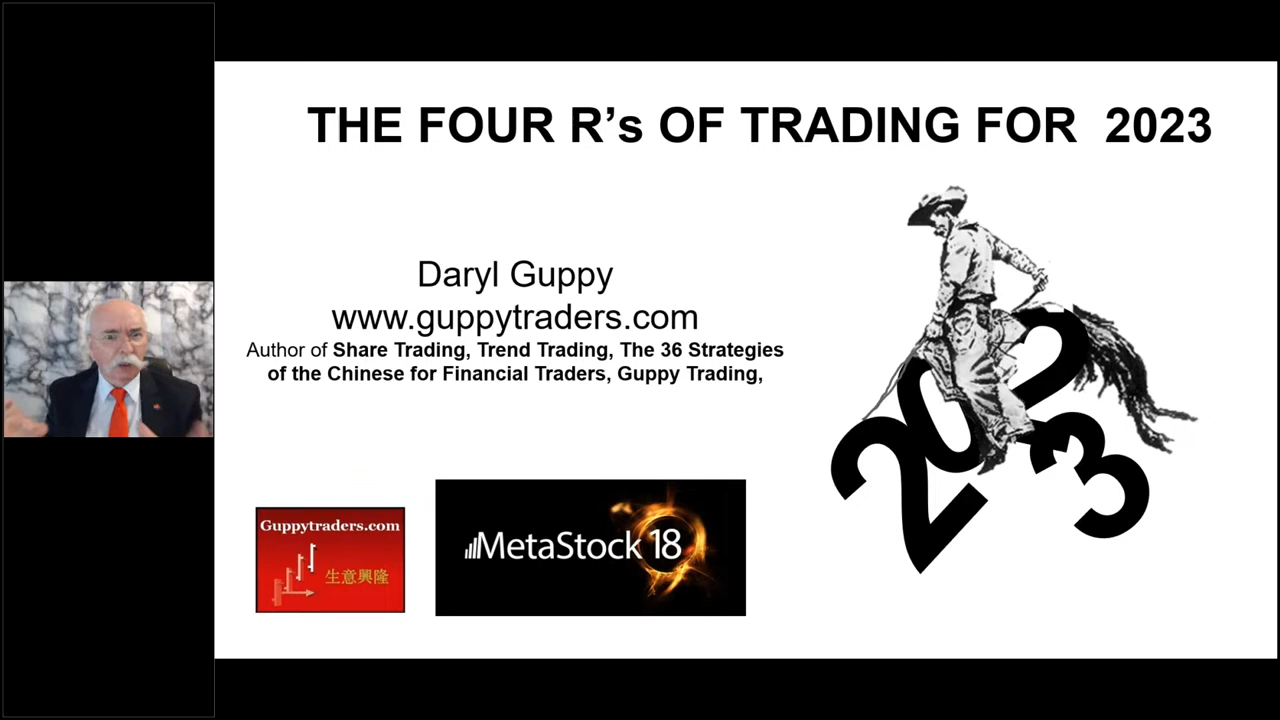 THE FOUR R’s OF TRADING FOR 2023
Daryl Guppy
www.guppytraders.com
Author of Share Trading, Trend Trading, The 36 Strategies
of the Chinese for Financial Traders, Guppy Trading,
2023
Guppytraders.com
生意興隆
MetaStock 18